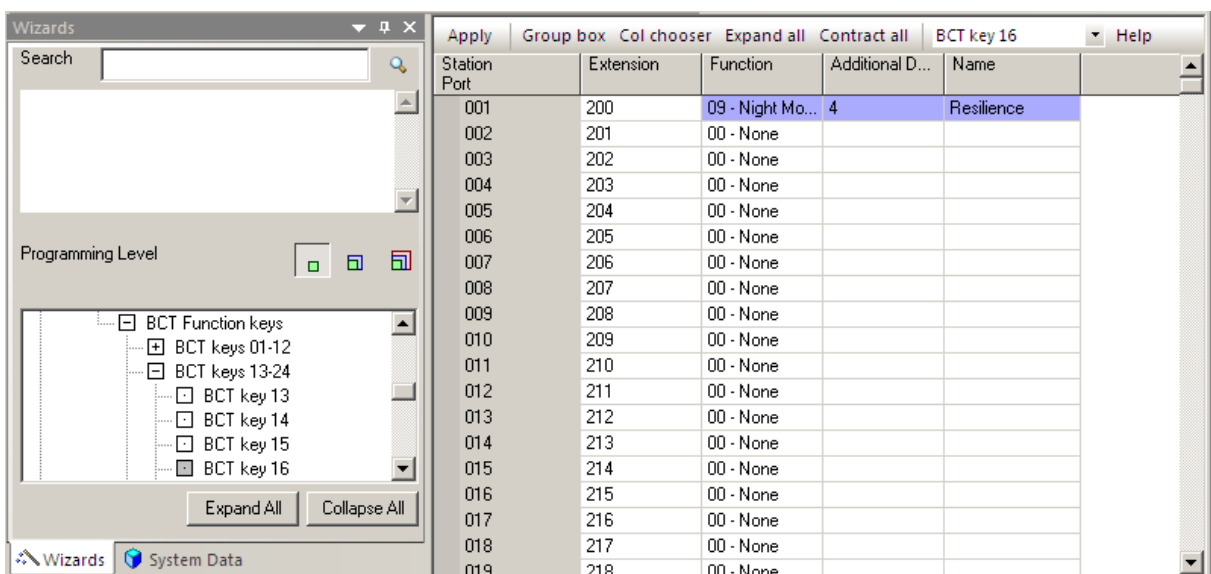 Wizards
Search
Programming Level
BCT Function keys
BCT keys 01-12
BCT keys 13-24
BCT key 13
BCT key 14
BCT key 15
BCT key 16
Expand All Collapse All
Wizards System Data
Apply Group box Col chooser Expand all Contract all BCT key 16 Help
Station Port Extension Function Additional D... Name
001 200 09 - Night Mo... 4 Resilience
002 201 00 - None
003 202 00 - None
004 203 00 - None
005 204 00 - None
006 205 00 - None
007 206 00 - None
008 207 00 - None
009 208 00 - None
010 209 00 - None
011 210 00 - None
012 211 00 - None
013 212 00 - None
014 213 00 - None
015 214 00 - None
016 215 00 - None
017 216 00 - None
018 217 00 - None
019 218 00 - None